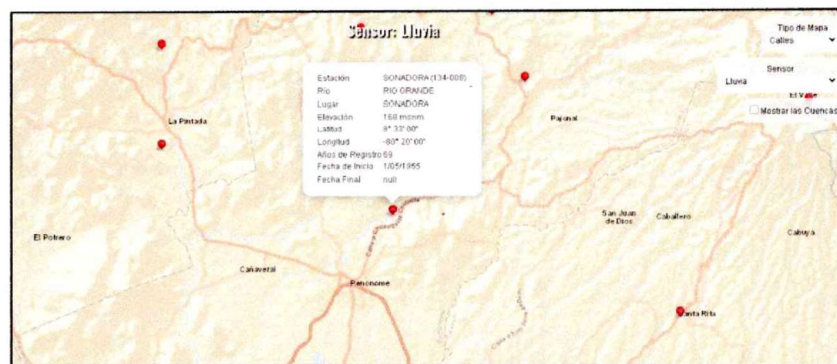 Sensor: Lluvia
Tipo de Mapa
Calles
Sensor
Lluvia
El Valle
Mostrar las Cuencas
Estación SONADORA (134-008)
Río RIO GRANDE
Lugar SONADORA
Elevación 168 msnm
Latitud 8° 33' 00"
Longitud -80° 20' 00"
Años de Registro 69
Fecha de Inicio 1/05/1955
Fecha Final null
La Pintada
Pajonal
El Potrero
Cañaveral
Penonome
San Juan
de Dios
Caballero
Cabuya
Santa Rita